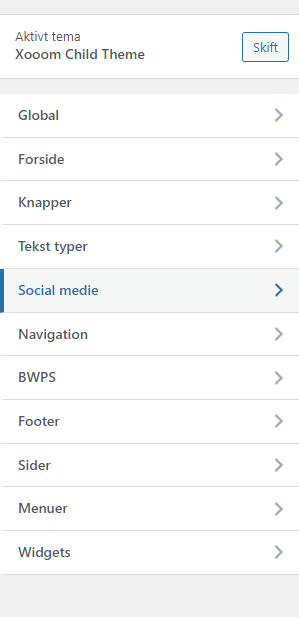 Aktivt tema
Xooom Child Theme
Skift
Global
Forside
Knapper
Tekst typer
Social medie
Navigation
BWPS
Footer
Sider
Menuer
Widgets